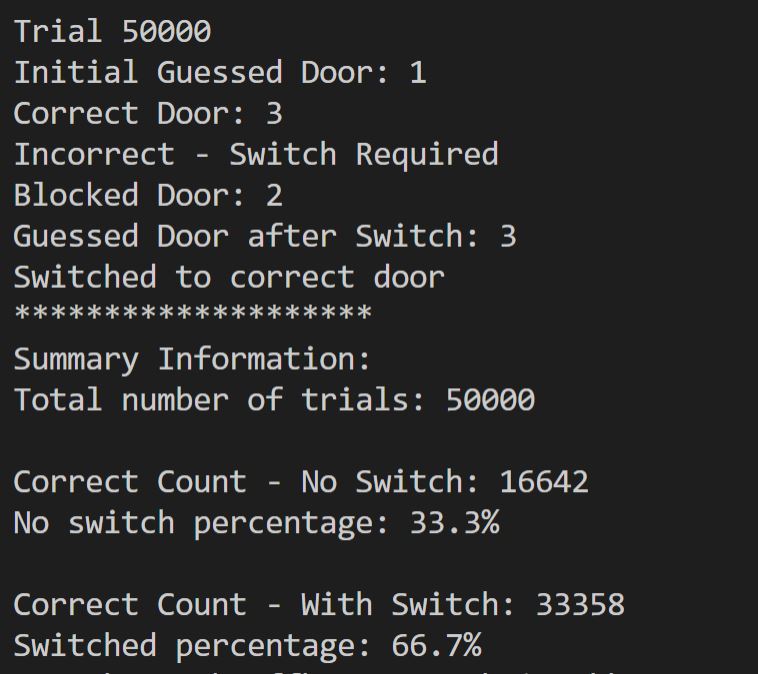 Trial 50000
Initial Guessed Door: 1
Correct Door: 3
Incorrect - Switch Required
Blocked Door: 2
Guessed Door after Switch: 3
Switched to correct door
********************
Summary Information:
Total number of trials: 50000
Correct Count - No Switch: 16642
No switch percentage: 33.3%
Correct Count - With Switch: 33358
Switched percentage: 66.7%